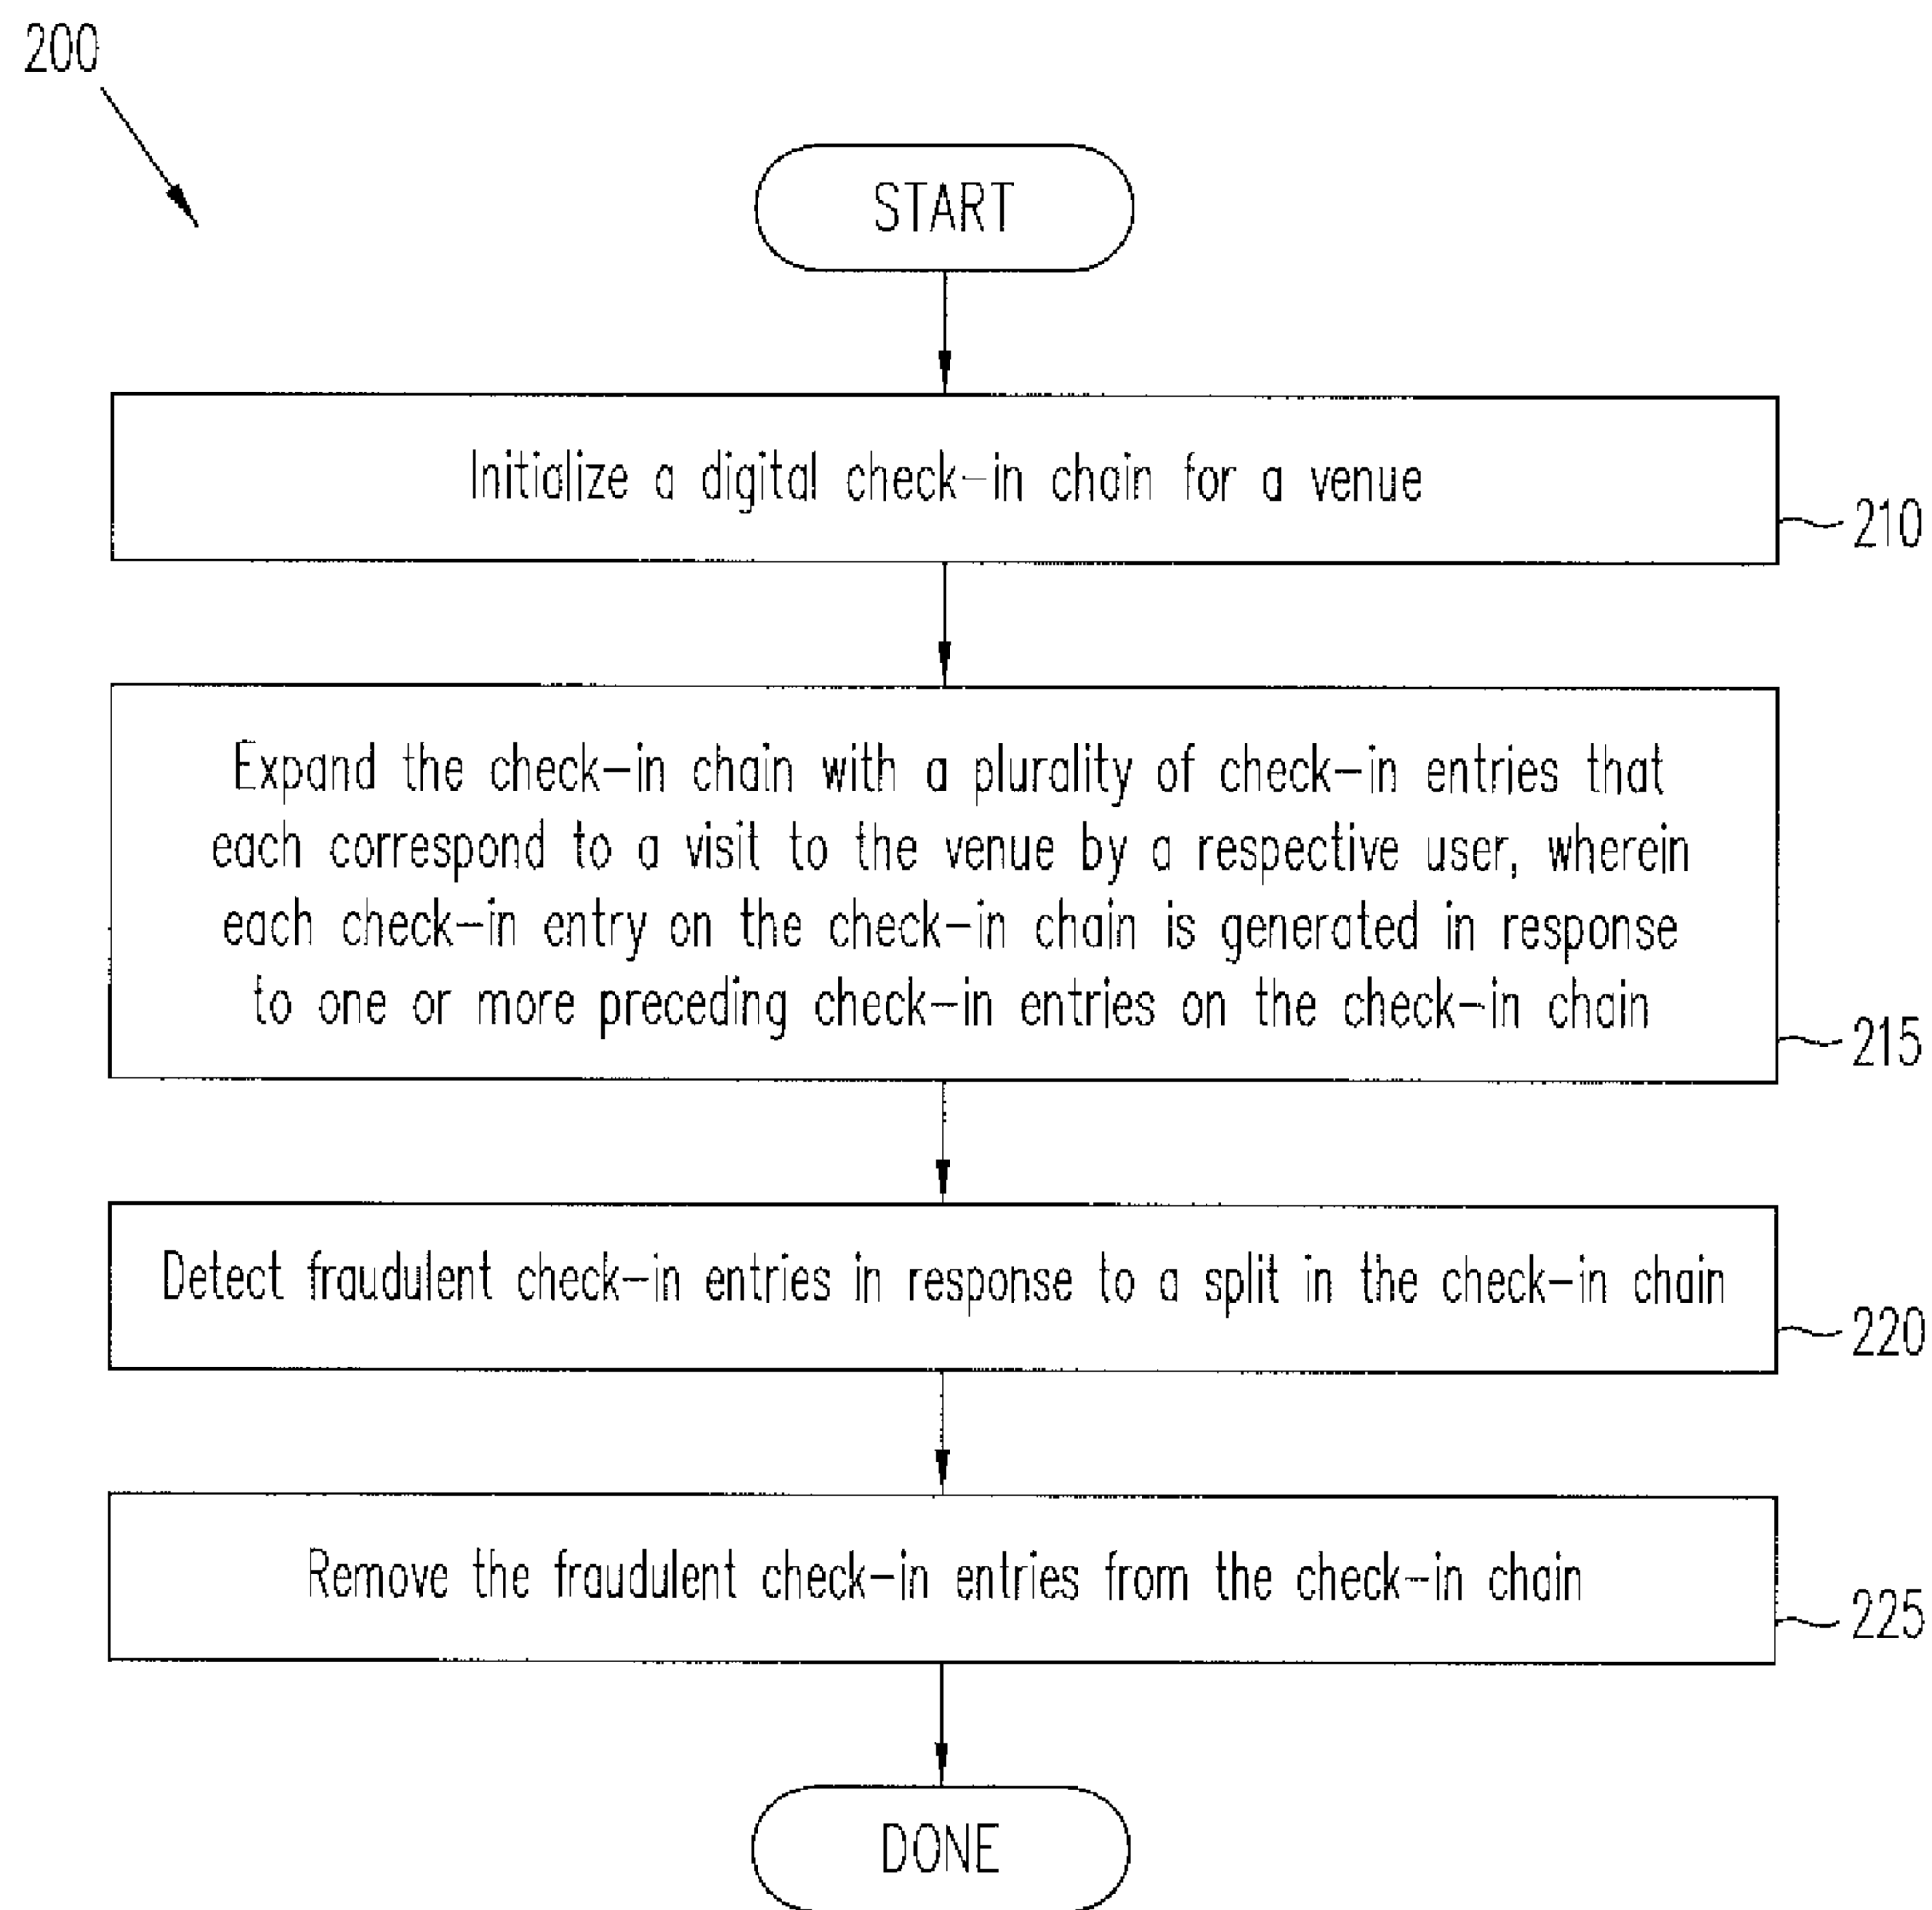 200
START
Initialize a digital check-in chain for a venue
210
Expand the check-in chain with a plurality of check-in entries that
each correspond to a visit to the venue by a respective user, wherein
each check-in entry on the check-in chain is generated in response
to one or more preceding check-in entries on the check-in chain
215
Detect fraudulent check-in entries in response to a split in the check-in chain
220
Remove the fraudulent check-in entries from the check-in chain
225
DONE